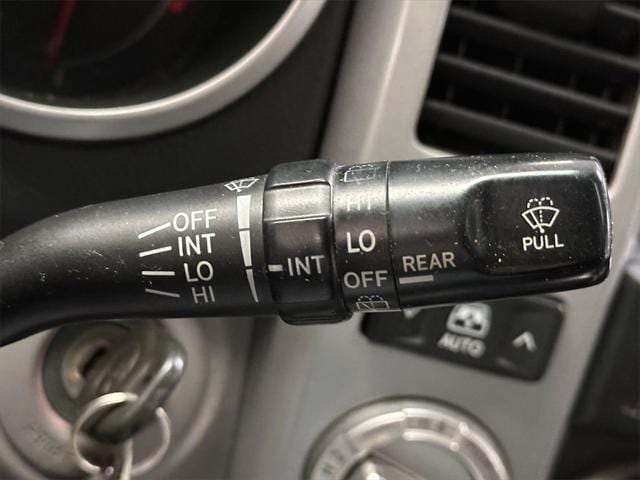 OFF
INT
LO
HI
INT
HI
LO
OFF
REAR
PULL
AUTO